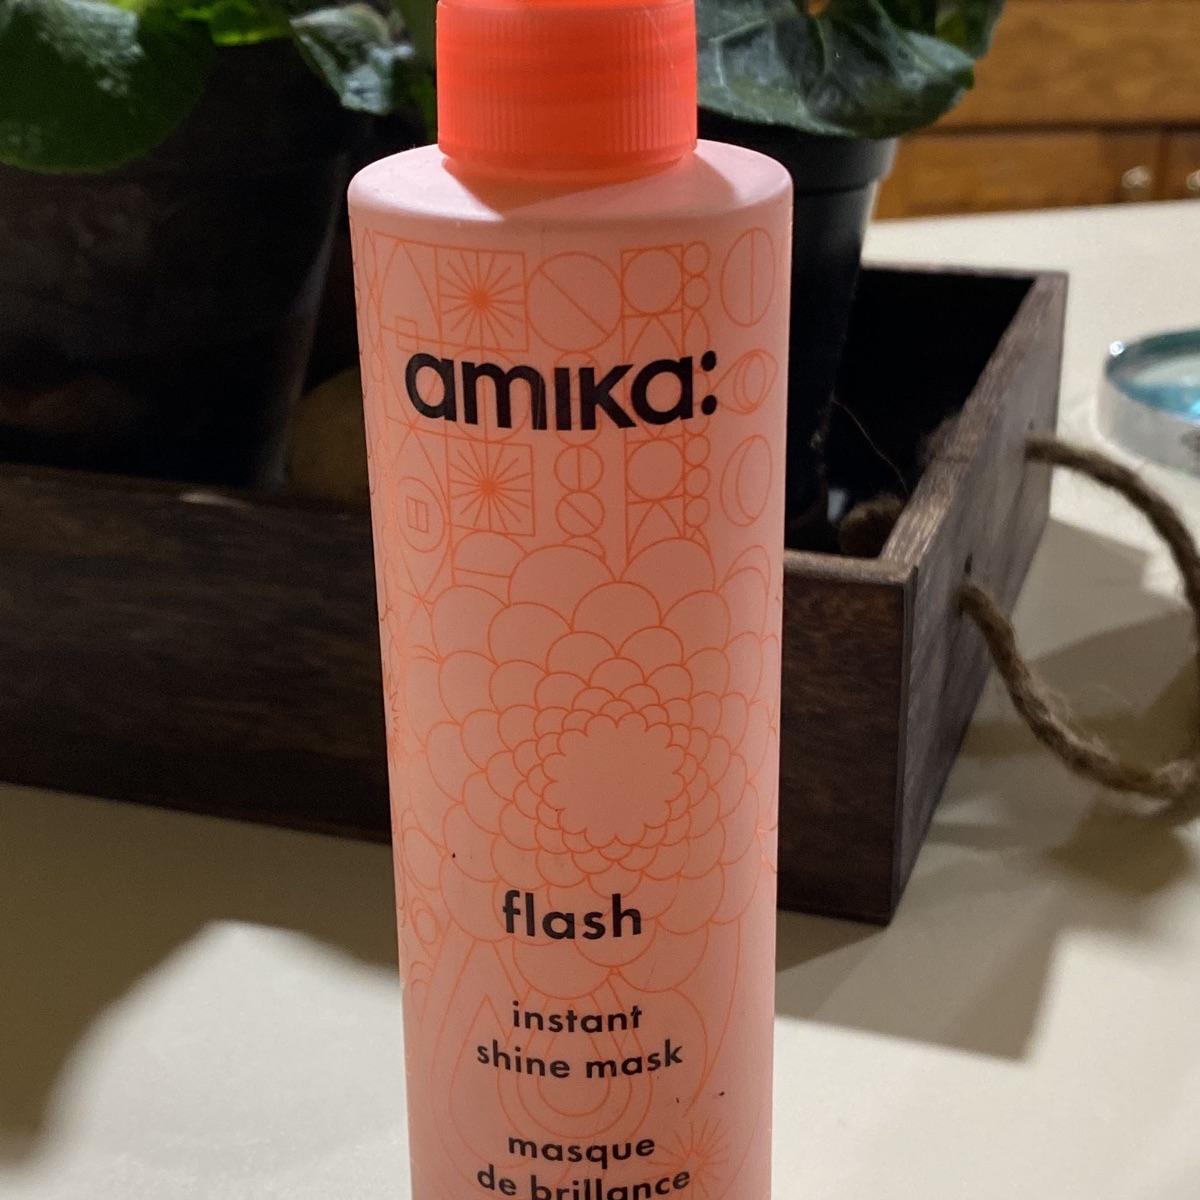 amika:
flash
instant
shine mask
masque
de brillance